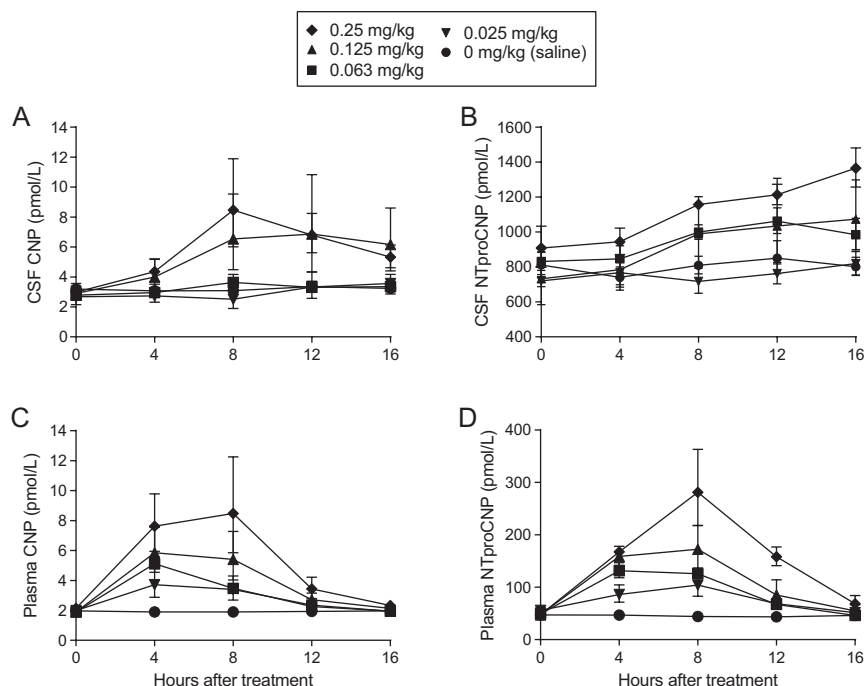 0.25 mg/kg
0.025 mg/kg
0.125 mg/kg
0 mg/kg (saline)
0.063 mg/kg
A
CSF CNP (pmol/L)
14
12
10
8
6
4
2
0
0 4 8 12 16
B
CSF NTproCNP (pmol/L)
1600
1400
1200
1000
800
600
400
0 4 8 12 16
C
Plasma CNP (pmol/L)
14
12
10
8
6
4
2
0
0 4 8 12 16
Hours after treatment
D
Plasma NTproCNP (pmol/L)
400
300
200
100
50
0
0 4 8 12 16
Hours after treatment